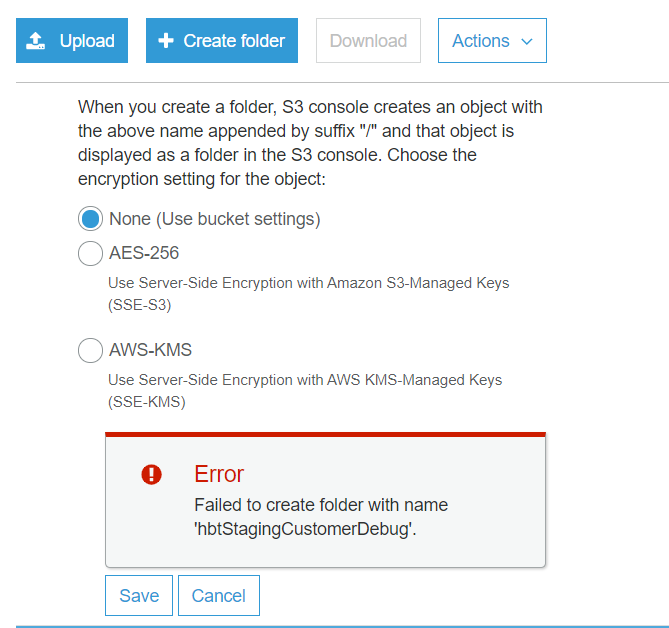 Upload
Create folder
Download
Actions
When you create a folder, S3 console creates an object with
the above name appended by suffix "/" and that object is
displayed as a folder in the S3 console. Choose the
encryption setting for the object:
None (Use bucket settings)
AES-256
Use Server-Side Encryption with Amazon S3-Managed Keys
(SSE-S3)
AWS-KMS
Use Server-Side Encryption with AWS KMS-Managed Keys
(SSE-KMS)
Error
Failed to create folder with name
'hbtStagingCustomerDebug'.
Save
Cancel